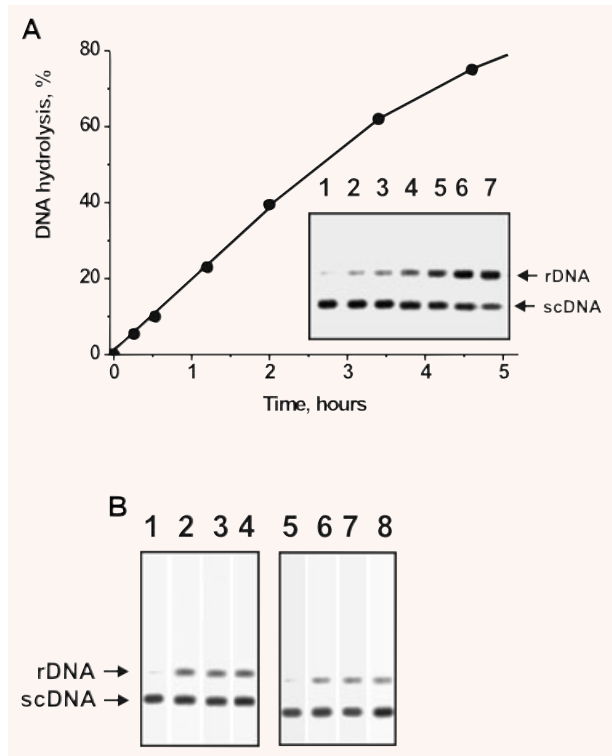 A
DNA hydrolysis, %
80
60
40
20
0
0 1 2 3 4 5
Time, hours
1 2 3 4 5 6 7
rDNA
scDNA
B
1 2 3 4 5 6 7 8
rDNA
scDNA